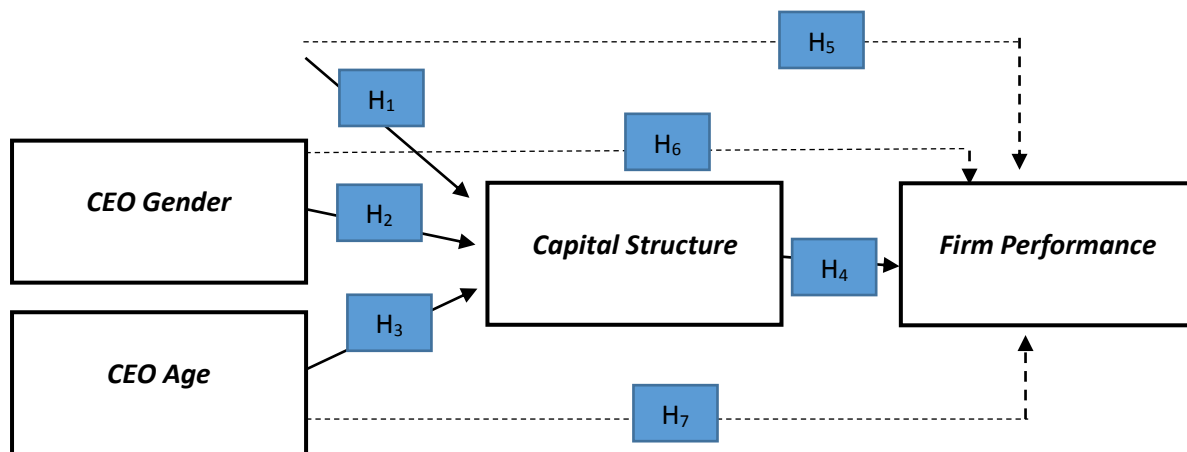 H₅
H₁
H₆
CEO Gender
H₂
Capital Structure
Firm Performance
H₄
H₃
CEO Age
H₇